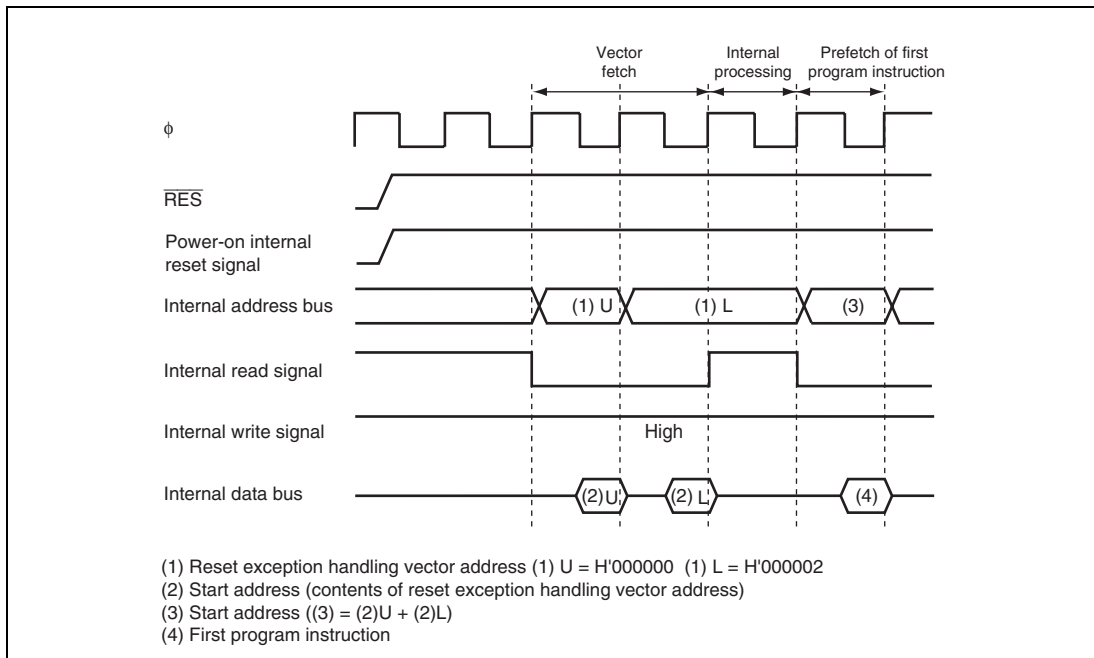 Vector
fetch
Internal
processing
Prefetch of first
program instruction
ϕ
RES
Power-on internal
reset signal
Internal address bus
(1) U
(1) L
(3)
Internal read signal
Internal write signal
High
Internal data bus
(2)U
(2) L
(4)
(1) Reset exception handling vector address (1) U = H'000000 (1) L = H'000002
(2) Start address (contents of reset exception handling vector address)
(3) Start address ((3) = (2)U + (2)L)
(4) First program instruction